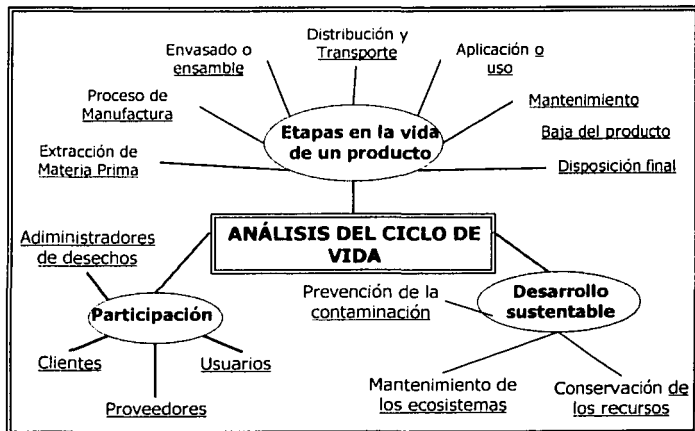 Distribución y
Transporte
Envasado o
ensamble
Aplicación o
uso
Proceso de
Manufactura
Etapas en la vida
de un producto
Mantenimiento
Baja del producto
Extracción de
Materia Prima
Disposición final
ANÁLISIS DEL CICLO DE
VIDA
Adiministradores
de desechos
Participación
Clientes
Usuarios
Proveedores
Prevención de la
contaminación
Desarrollo
sustentable
Mantenimiento de
los ecosistemas
Conservación de
los recursos